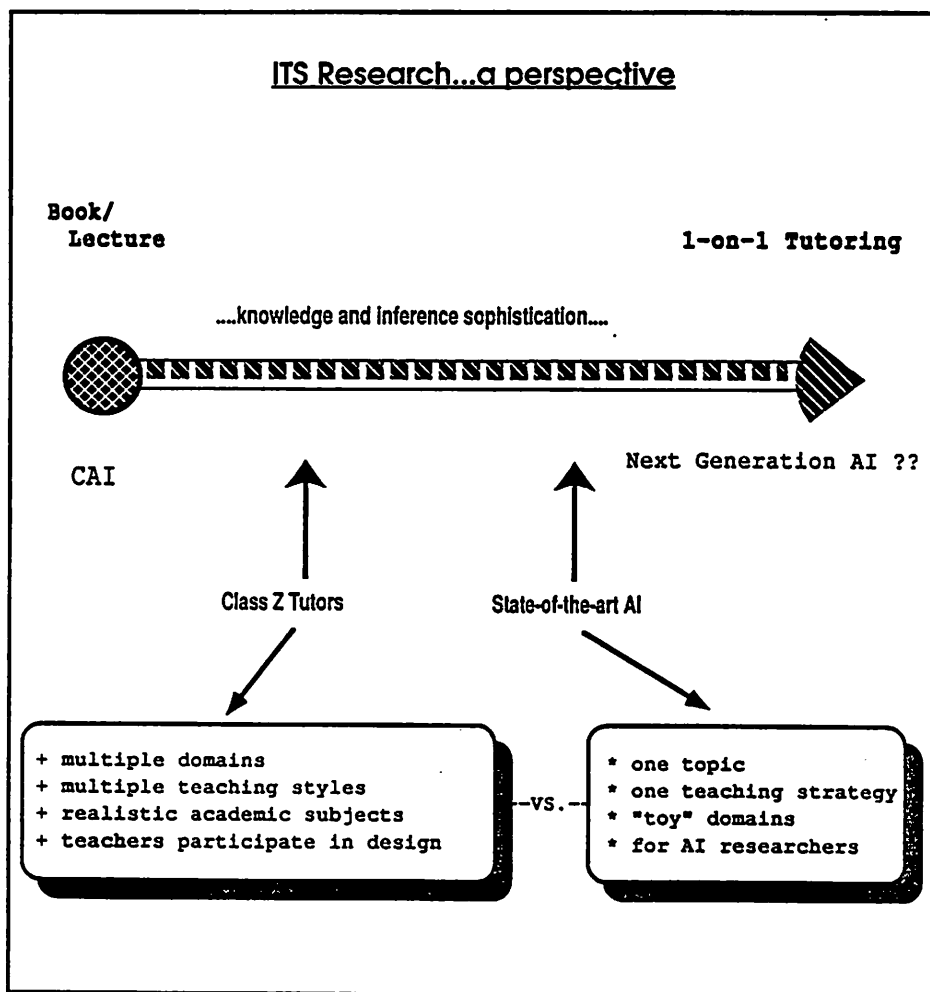 ITS Research...a perspective
Book/
Lecture
1-on-1 Tutoring
....knowledge and inference sophistication....
CAI
Next Generation AI ??
Class Z Tutors
State-of-the-art AI
+ multiple domains
+ multiple teaching styles
+ realistic academic subjects
+ teachers participate in design
--vs.--
* one topic
* one teaching strategy
* "toy" domains
* for AI researchers